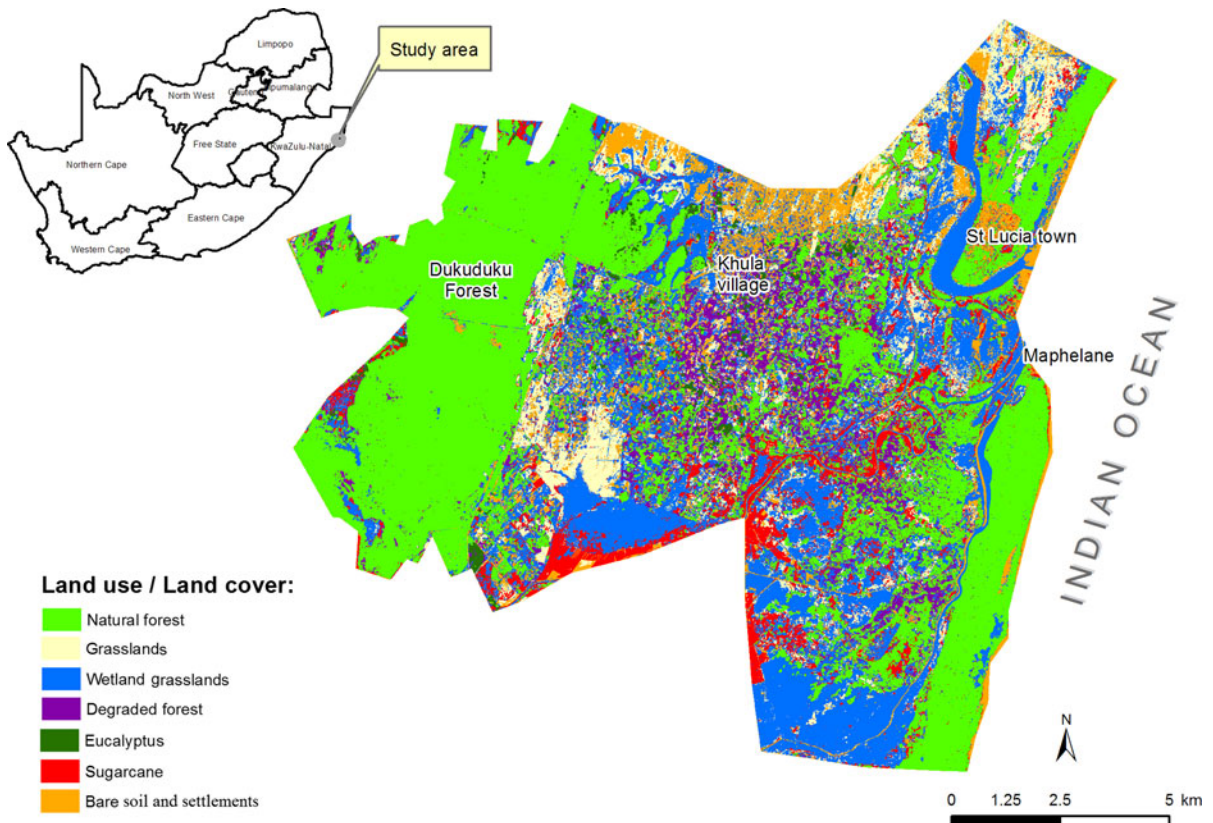 Limpopo
Study area
North West
Free State
KwaZulu-Natal
Northern Cape
Eastern Cape
Western Cape
St Lucia town
Dukuduku
Forest
Khula
village
Maphelane
INDIAN OCEAN
Land use / Land cover:
Natural forest
Grasslands
Wetland grasslands
Degraded forest
Eucalyptus
Sugarcane
Bare soil and settlements
N
0 1.25 2.5 5 km